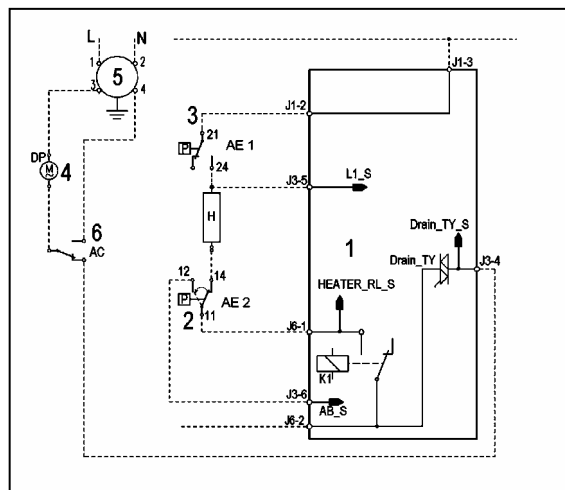 L N
1 2
5
3 4
J1-3
J1-2
3
21
P
AE 1
24
DP
M
4
J3-5
L1_S
6
AC
H
1
Drain_TY_S
Drain_TY
J3-4
HEATER_RL_S
12 14
P
AE 2
2
11
J6-1
K1
J3-6
AB_S
J6-2